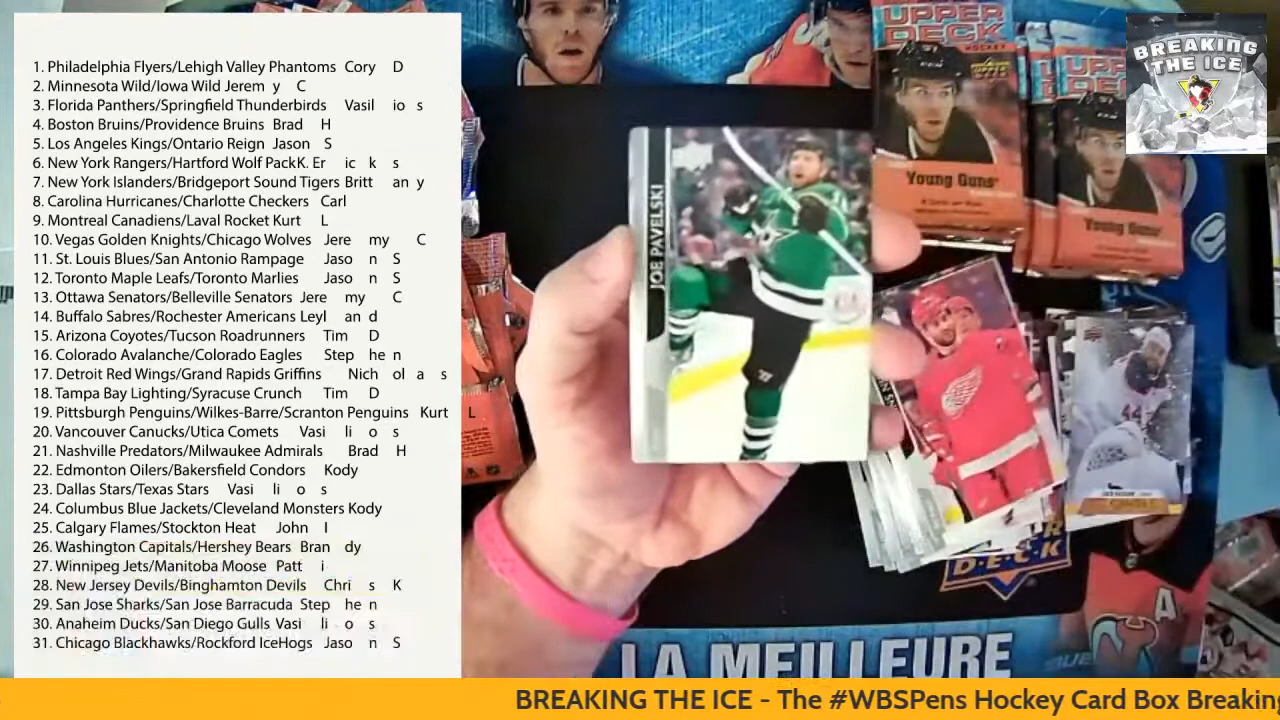 1. Philadelphia Flyers/Lehigh Valley Phantoms Cory D
2. Minnesota Wild/Iowa Wild Jerem y C
3. Florida Panthers/Springfield Thunderbirds Vasil io s
4. Boston Bruins/Providence Bruins Brad H
5. Los Angeles Kings/Ontario Reign Jason S
6. New York Rangers/Hartford Wolf PackK. Er ic k s
7. New York Islanders/Bridgeport Sound Tigers Britt an y
8. Carolina Hurricanes/Charlotte Checkers Carl
9. Montreal Canadiens/Laval Rocket Kurt L
10. Vegas Golden Knights/Chicago Wolves Jere my C
11. St. Louis Blues/San Antonio Rampage Jaso n S
12. Toronto Maple Leafs/Toronto Marlies Jaso n S
13. Ottawa Senators/Belleville Senators Jere my C
14. Buffalo Sabres/Rochester Americans Leyl an d
15. Arizona Coyotes/Tucson Roadrunners Tim D
16. Colorado Avalanche/Colorado Eagles Step he n
17. Detroit Red Wings/Grand Rapids Griffins Nich ol a s
18. Tampa Bay Lighting/Syracuse Crunch Tim D
19. Pittsburgh Penguins/Wilkes-Barre/Scranton Penguins Kurt L
20. Vancouver Canucks/Utica Comets Vasi li o s
21. Nashville Predators/Milwaukee Admirals Brad H
22. Edmonton Oilers/Bakersfield Condors Kody
23. Dallas Stars/Texas Stars Vasi li o s
24. Columbus Blue Jackets/Cleveland Monsters Kody
25. Calgary Flames/Stockton Heat John I
26. Washington Capitals/Hershey Bears Bran dy
27. Winnipeg Jets/Manitoba Moose Patt i
28. New Jersey Devils/Binghamton Devils Chri s K
29. San Jose Sharks/San Jose Barracuda Step he n
30. Anaheim Ducks/San Diego Gulls Vasi li o s
31. Chicago Blackhawks/Rockford IceHogs Jaso n S
JOE PAVELSKI
UPPER
DECK
HOCKEY
Young Guns
Young Guns
BREAKING
THE ICE
44
DECK
A
LA MEILLEURE
BREAKING THE ICE - The #WBSPens Hockey Card Box Breaking